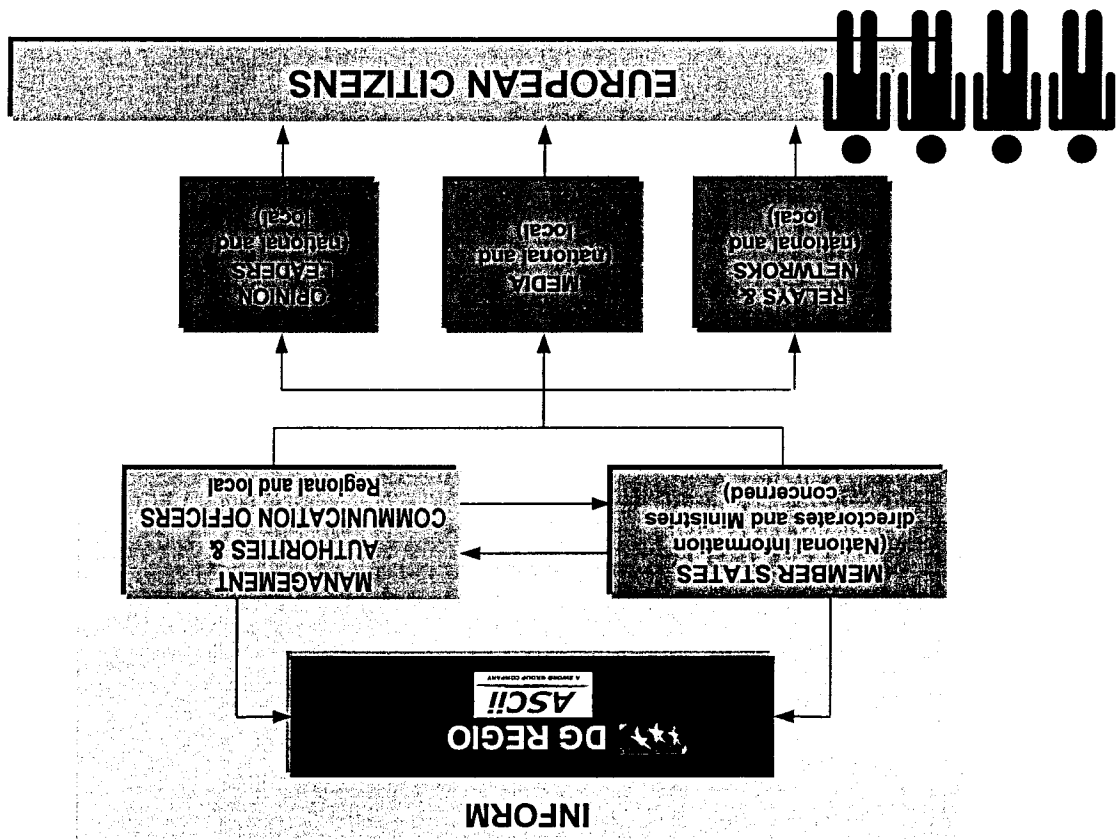 INFORM
DG REGIO
ASCii
A SWORD GROUP COMPANY
MEMBER STATES
(National Information
directorates and Ministries
concerned)
MANAGEMENT
AUTHORITIES &
COMMUNICATION OFFICERS
Regional and local
RELAYS &
NETWROKS
(national and
local)
MEDIA
(national and
local)
OPINION
LEADERS
(national and
local)
EUROPEAN CITIZENS